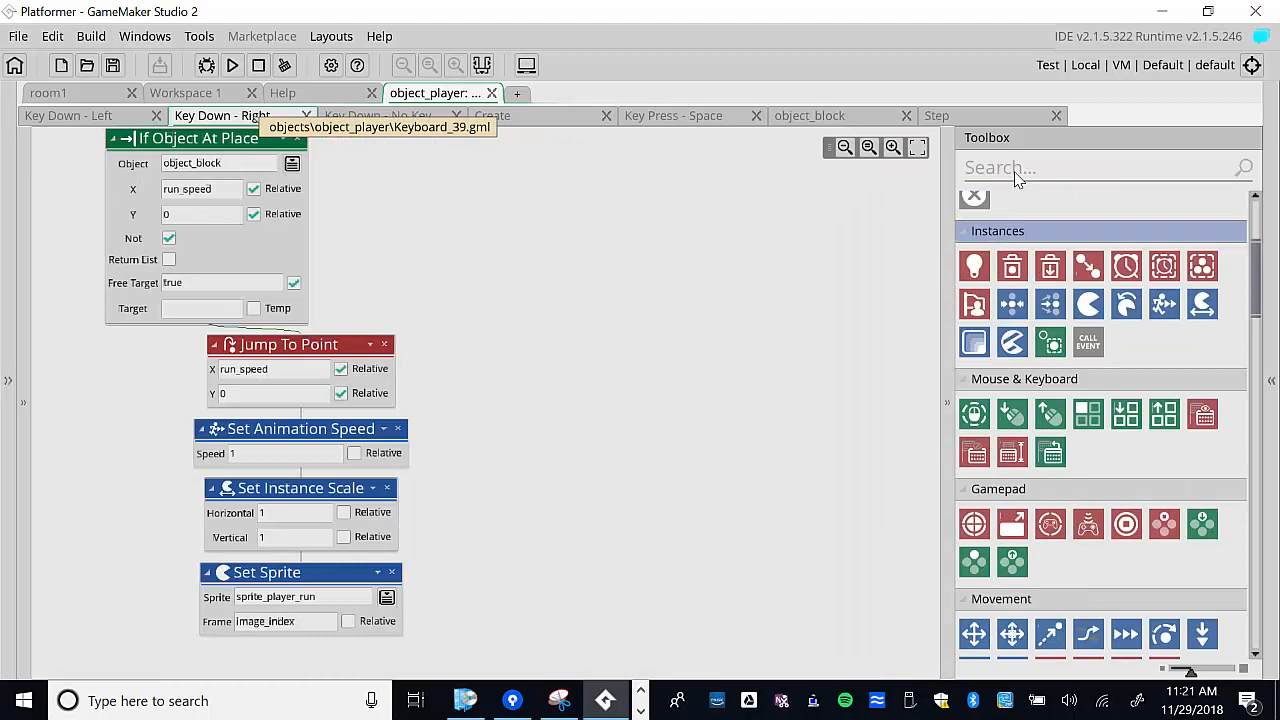 Platformer - GameMaker Studio 2
File Edit Build Windows Tools Marketplace Layouts Help
IDE v2.1.5.322 Runtime v2.1.5.246
Test | Local | VM | Default | default
room1 Workspace 1 Help object_player: ...
Key Down - Left Key Down - Right Key Down - No Key Create Key Press - Space object_block Step
objects\object_player\Keyboard_39.gml
If Object At Place
Object object_block
X run_speed Relative
Y 0 Relative
Not
Return List
Free Target true
Target Temp
Jump To Point
X run_speed Relative
Y 0 Relative
Set Animation Speed
Speed 1 Relative
Set Instance Scale
Horizontal 1 Relative
Vertical 1 Relative
Set Sprite
Sprite sprite_player_run
Frame image_index Relative
Toolbox
Search...
Instances
CALL
EVENT
Mouse & Keyboard
Gamepad
Movement
Type here to search
11:21 AM
11/29/2018
2